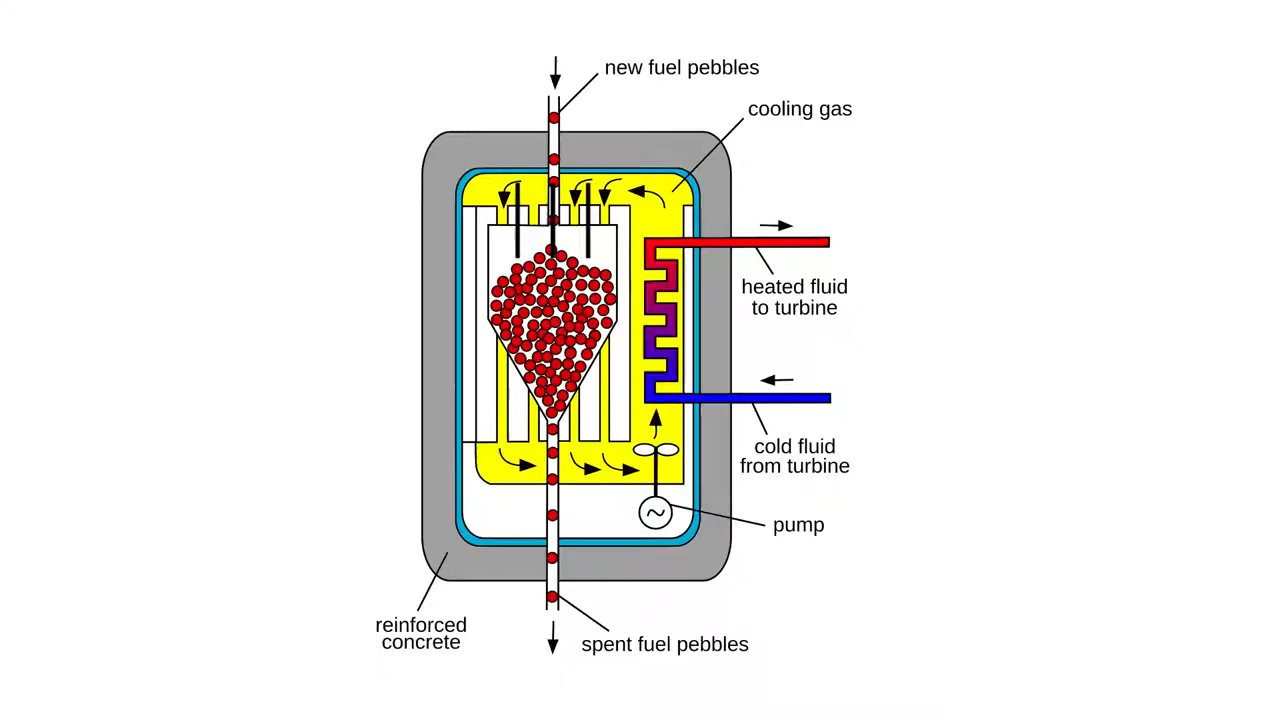 new fuel pebbles
cooling gas
heated fluid
to turbine
cold fluid
from turbine
pump
reinforced
concrete
spent fuel pebbles